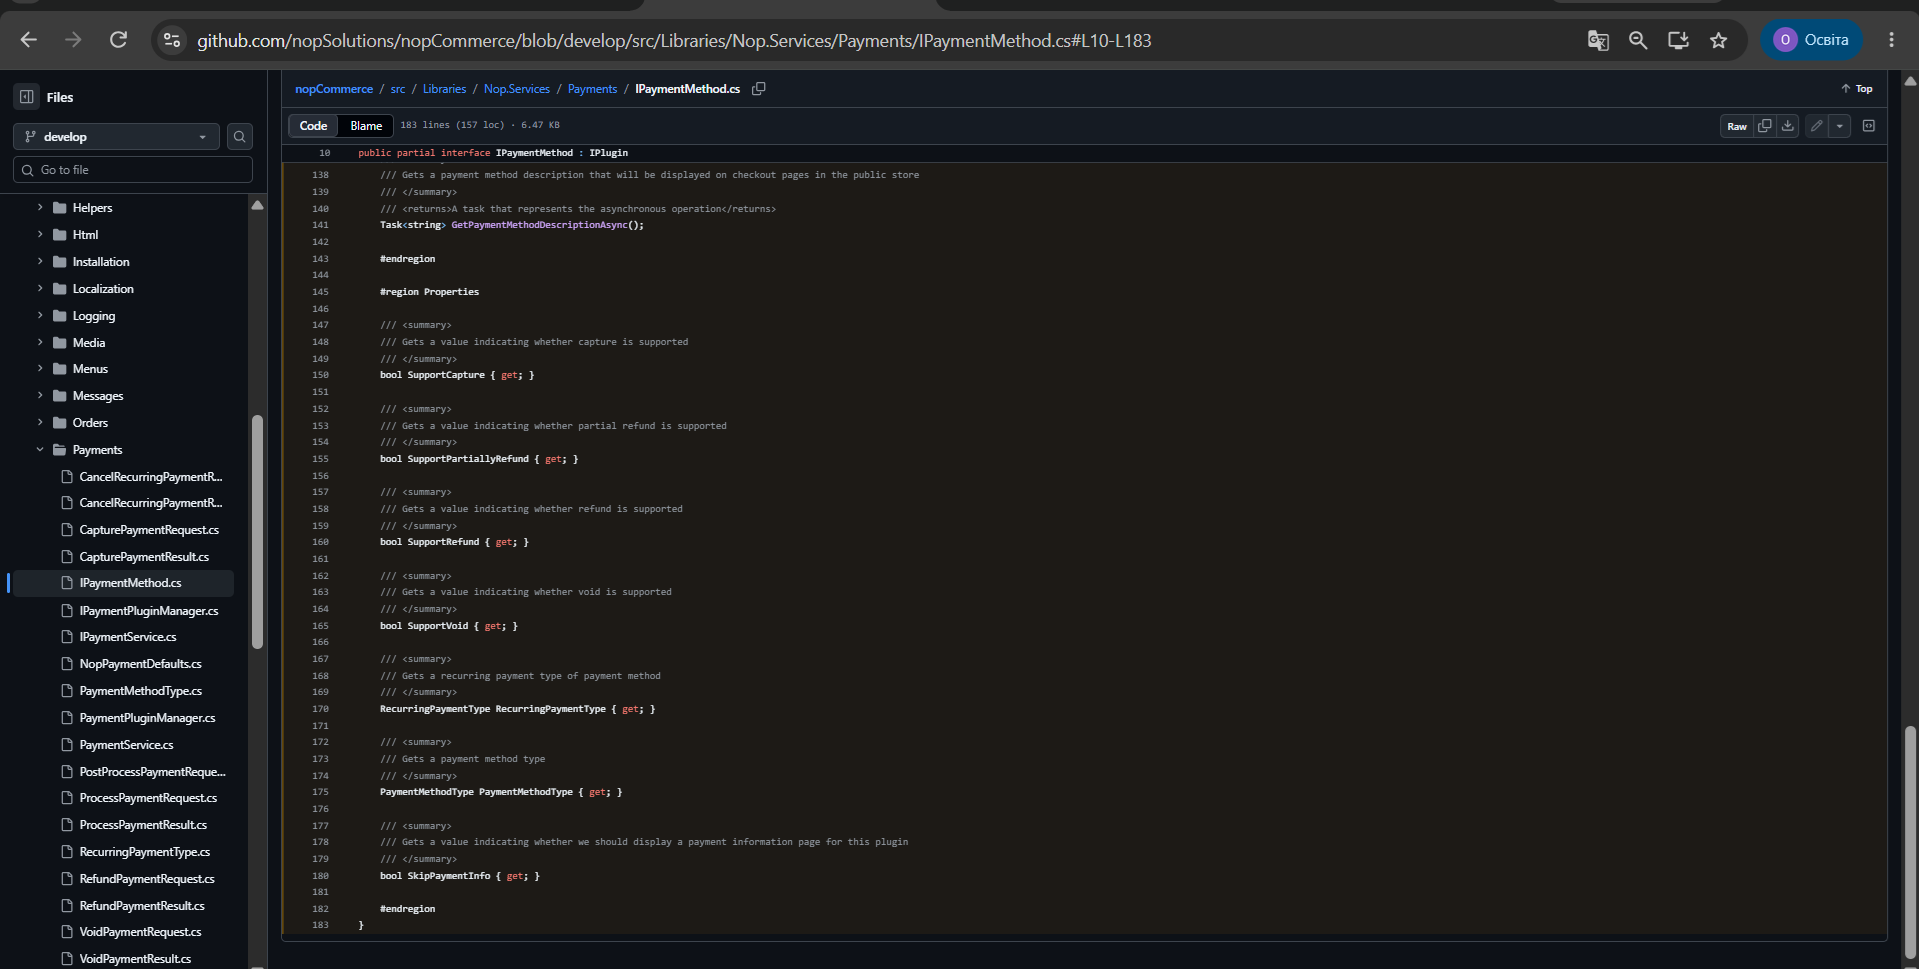 github.com/nopSolutions/nopCommerce/blob/develop/src/Libraries/Nop.Services/Payments/IPaymentMethod.cs#L10-L183
О Освіта
Files
develop
Go to file
Helpers
Html
Installation
Localization
Logging
Media
Menus
Messages
Orders
Payments
CancelRecurringPaymentR...
CancelRecurringPaymentR...
CapturePaymentRequest.cs
CapturePaymentResult.cs
IPaymentMethod.cs
IPaymentPluginManager.cs
IPaymentService.cs
NopPaymentDefaults.cs
PaymentMethodType.cs
PaymentPluginManager.cs
PaymentService.cs
PostProcessPaymentReque...
ProcessPaymentRequest.cs
ProcessPaymentResult.cs
RecurringPaymentType.cs
RefundPaymentRequest.cs
RefundPaymentResult.cs
VoidPaymentRequest.cs
VoidPaymentResult.cs
nopCommerce / src / Libraries / Nop.Services / Payments / IPaymentMethod.cs
Top
Code Blame 183 lines (157 loc) · 6.47 KB
Raw
10 public partial interface IPaymentMethod : IPlugin
138 /// Gets a payment method description that will be displayed on checkout pages in the public store
139 /// </summary>
140 /// <returns>A task that represents the asynchronous operation</returns>
141 Task<string> GetPaymentMethodDescriptionAsync();
142
143 #endregion
144
145 #region Properties
146
147 /// <summary>
148 /// Gets a value indicating whether capture is supported
149 /// </summary>
150 bool SupportCapture { get; }
151
152 /// <summary>
153 /// Gets a value indicating whether partial refund is supported
154 /// </summary>
155 bool SupportPartiallyRefund { get; }
156
157 /// <summary>
158 /// Gets a value indicating whether refund is supported
159 /// </summary>
160 bool SupportRefund { get; }
161
162 /// <summary>
163 /// Gets a value indicating whether void is supported
164 /// </summary>
165 bool SupportVoid { get; }
166
167 /// <summary>
168 /// Gets a recurring payment type of payment method
169 /// </summary>
170 RecurringPaymentType RecurringPaymentType { get; }
171
172 /// <summary>
173 /// Gets a payment method type
174 /// </summary>
175 PaymentMethodType PaymentMethodType { get; }
176
177 /// <summary>
178 /// Gets a value indicating whether we should display a payment information page for this plugin
179 /// </summary>
180 bool SkipPaymentInfo { get; }
181
182 #endregion
183 }